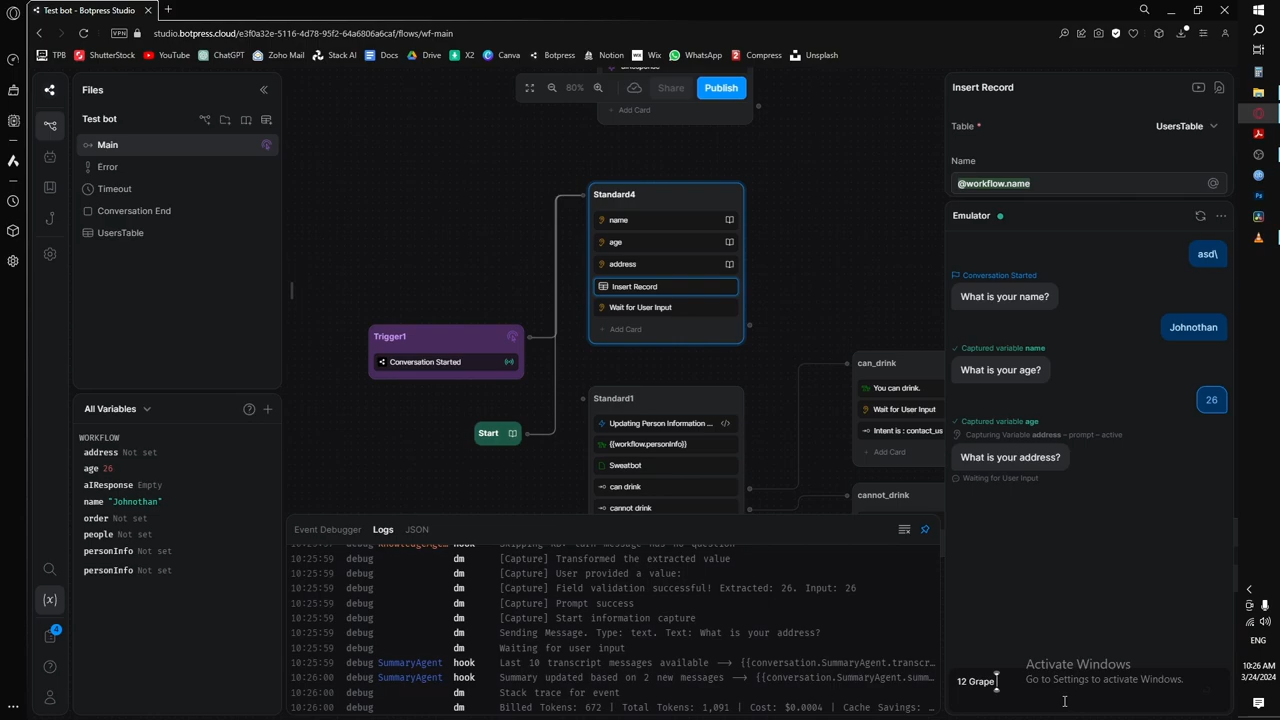 Test bot - Botpress Studio
studio.botpress.cloud/e3f0a32e-5116-4d78-95f2-64a6860a6caf/flows/wf-main
VPN
TPB ShutterStock YouTube ChatGPT Zoho Mail Stack AI Docs Drive X2 Canva Botpress Notion Wix WhatsApp Compress Unsplash
Files
Test bot
Main
Error
Timeout
Conversation End
UsersTable
All Variables
WORKFLOW
address Not set
age 26
aIResponse Empty
name "Johnothan"
order Not set
people Not set
personInfo Not set
personInfo Not set
4
80%
Share
Publish
Add Card
Standard4
name
age
address
Insert Record
Wait for User Input
Add Card
Trigger1
Conversation Started
Start
Standard1
Updating Person Information ...
{{workflow.personInfo}}
Sweatbot
can drink
cannot drink
can_drink
You can drink.
Wait for User Input
Intent is : contact_us
Add Card
cannot_drink
Event Debugger Logs JSON
10:25:59 debug dm [Capture] Transformed the extracted value
10:25:59 debug dm [Capture] User provided a value:
10:25:59 debug dm [Capture] Field validation successful! Extracted: 26. Input: 26
10:25:59 debug dm [Capture] Prompt success
10:25:59 debug dm [Capture] Start information capture
10:25:59 debug dm Sending Message. Type: text. Text: What is your address?
10:25:59 debug dm Waiting for user input
10:25:59 debug SummaryAgent hook Last 10 transcript messages available —> {{conversation.SummaryAgent.transcr...
10:25:59 debug SummaryAgent hook Summary updated based on 2 new messages —> {{conversation.SummaryAgent.summ...
10:26:00 debug dm Stack trace for event
debug dm Billed Tokens: 672 | Total Tokens: 1,091 | Cost: $0.0004 | Cache Savings: ...
Insert Record
Table *
UsersTable
Name
@workflow.name
Emulator
asd\
Conversation Started
What is your name?
Johnothan
Captured variable name
What is your age?
26
Captured variable age
Capturing Variable address – prompt – active
What is your address?
Waiting for User Input
12 Grape
Activate Windows
Go to Settings to activate Windows.
ENG
10:26 AM
3/24/2024